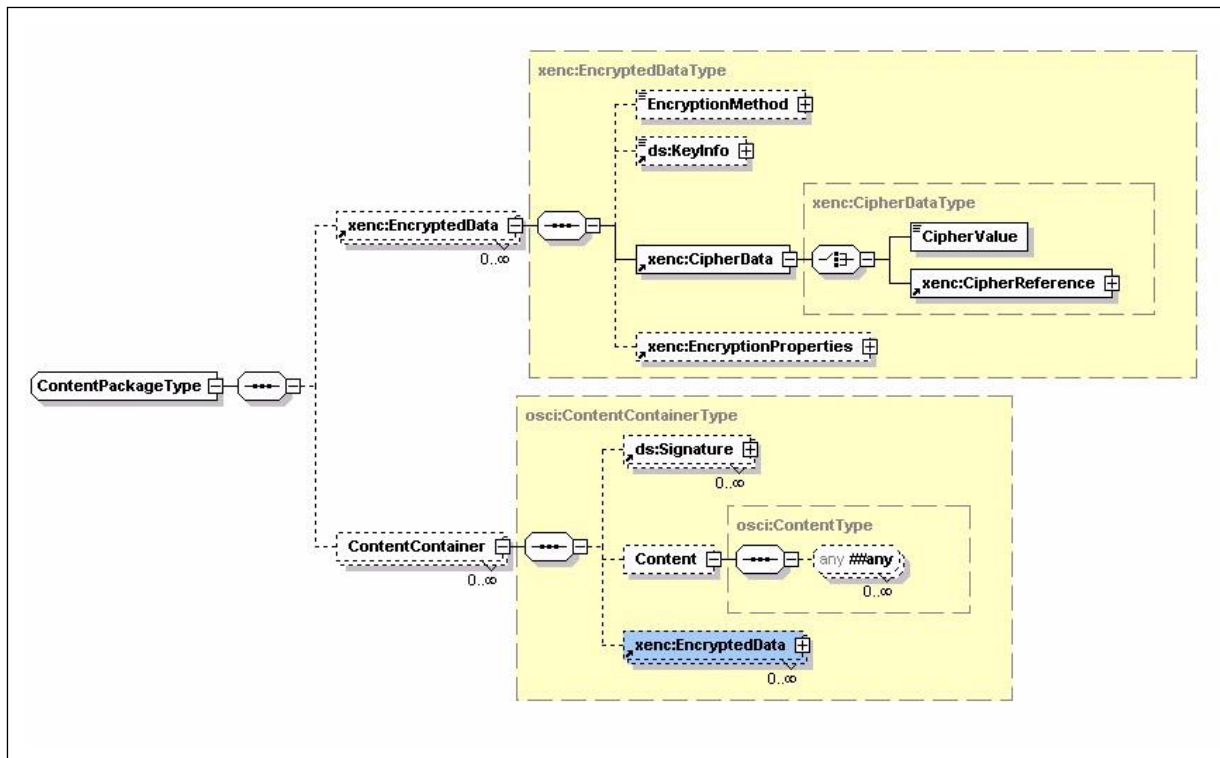 xenc:EncryptedDataType
EncryptionMethod
ds:KeyInfo
xenc:CipherDataType
xenc:EncryptedData
0..∞
CipherValue
xenc:CipherData
xenc:CipherReference
xenc:EncryptionProperties
ContentPackageType
osci:ContentContainerType
ds:Signature
0..∞
osci:ContentType
ContentContainer
0..∞
Content
any ##any
0..∞
xenc:EncryptedData
0..∞